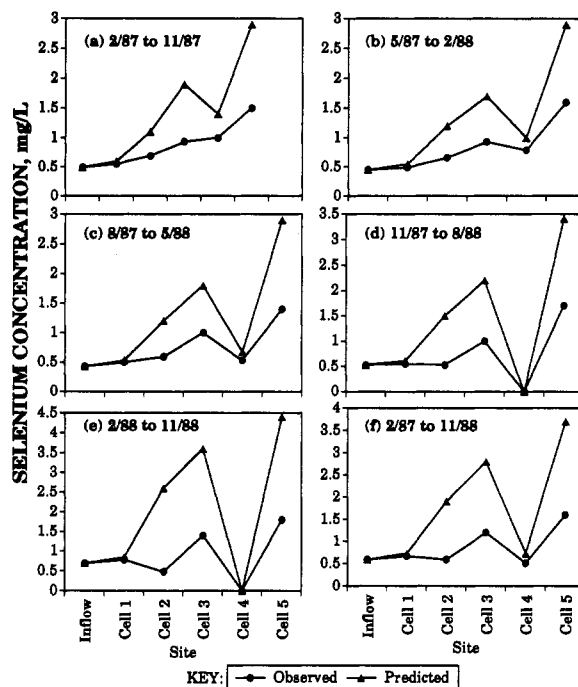 SELENIUM CONCENTRATION, mg/L
(a) 2/87 to 11/87
3
2.5
2
1.5
1
0.5
0
(b) 5/87 to 2/88
3
2.5
2
1.5
1
0.5
0
(c) 8/87 to 5/88
3
2.5
2
1.5
1
0.5
0
(d) 11/87 to 8/88
3.5
3
2.5
2
1.5
1
0.5
0
(e) 2/88 to 11/88
4.5
4
3.5
3
2.5
2
1.5
1
0.5
0
(f) 2/87 to 11/88
4
3.5
3
2.5
2
1.5
1
0.5
0
Inflow
Cell 1
Cell 2
Cell 3
Cell 4
Cell 5
Site
Inflow
Cell 1
Cell 2
Cell 3
Cell 4
Cell 5
Site
KEY: Observed Predicted